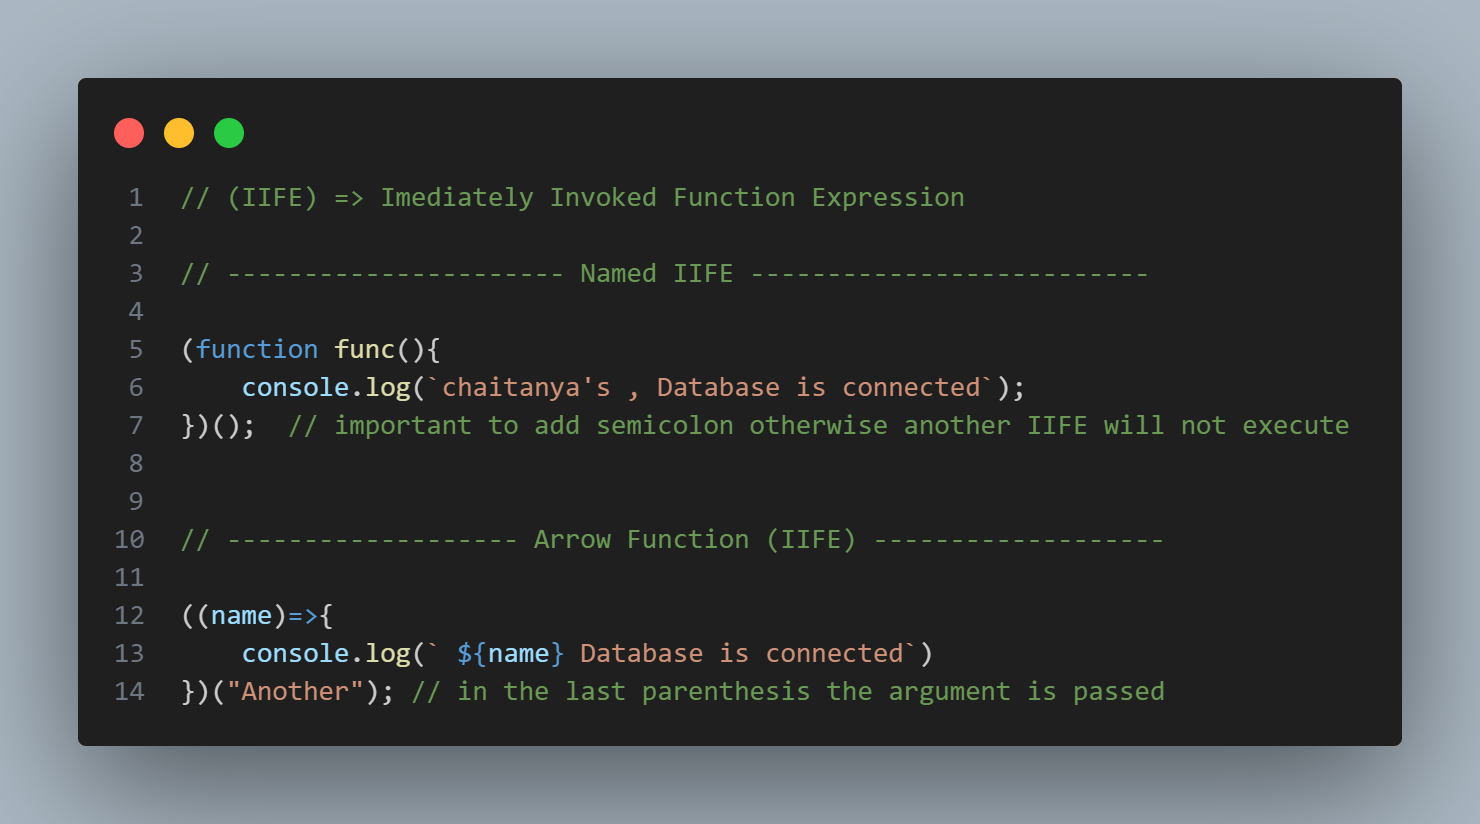 1 // (IIFE) => Imediately Invoked Function Expression
2
3 // ---------------------- Named IIFE --------------------------
4
5 (function func(){
6     console.log(`chaitanya's , Database is connected`);
7 })();  // important to add semicolon otherwise another IIFE will not execute
8
9
10 // ------------------- Arrow Function (IIFE) -------------------
11
12 ((name)=>{
13     console.log(` ${name} Database is connected`)
14 })("Another"); // in the last parenthesis the argument is passed